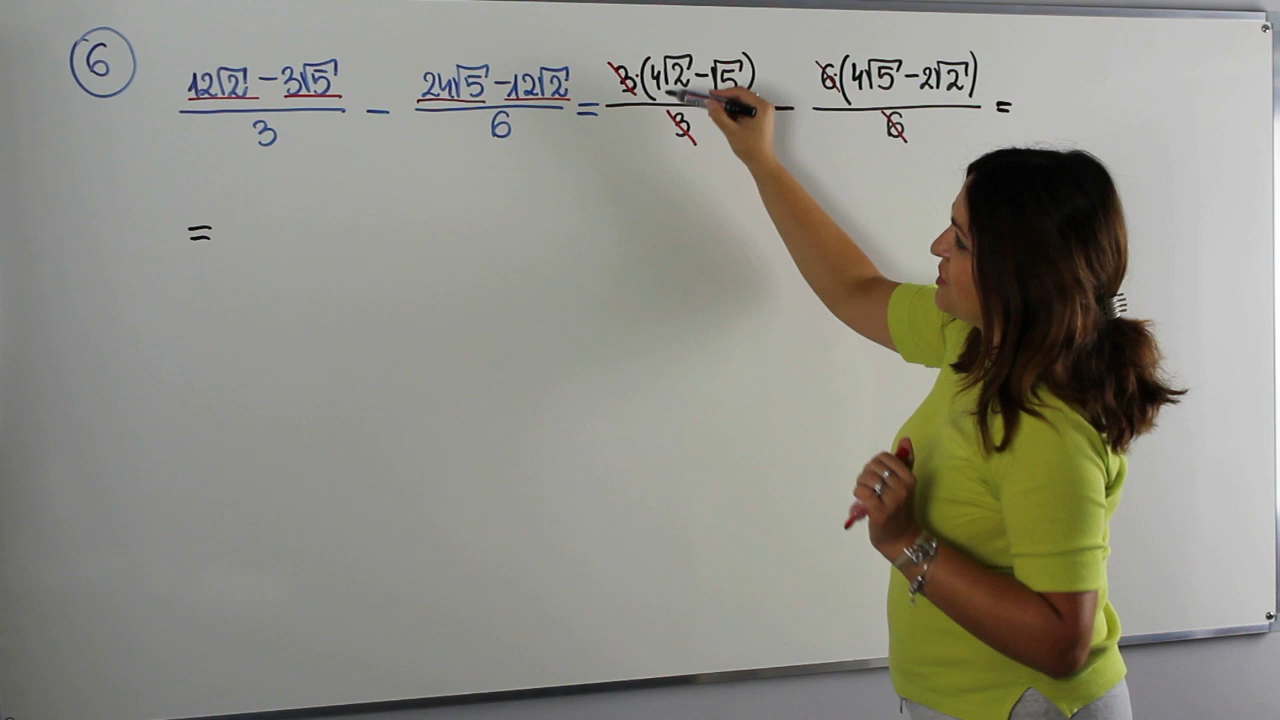 6
(12√2 - 3√5)/3 - (24√5 - 12√2)/6 = 3·(4√2 - √5)/3 - 6(4√5 - 2√2)/6 =
=